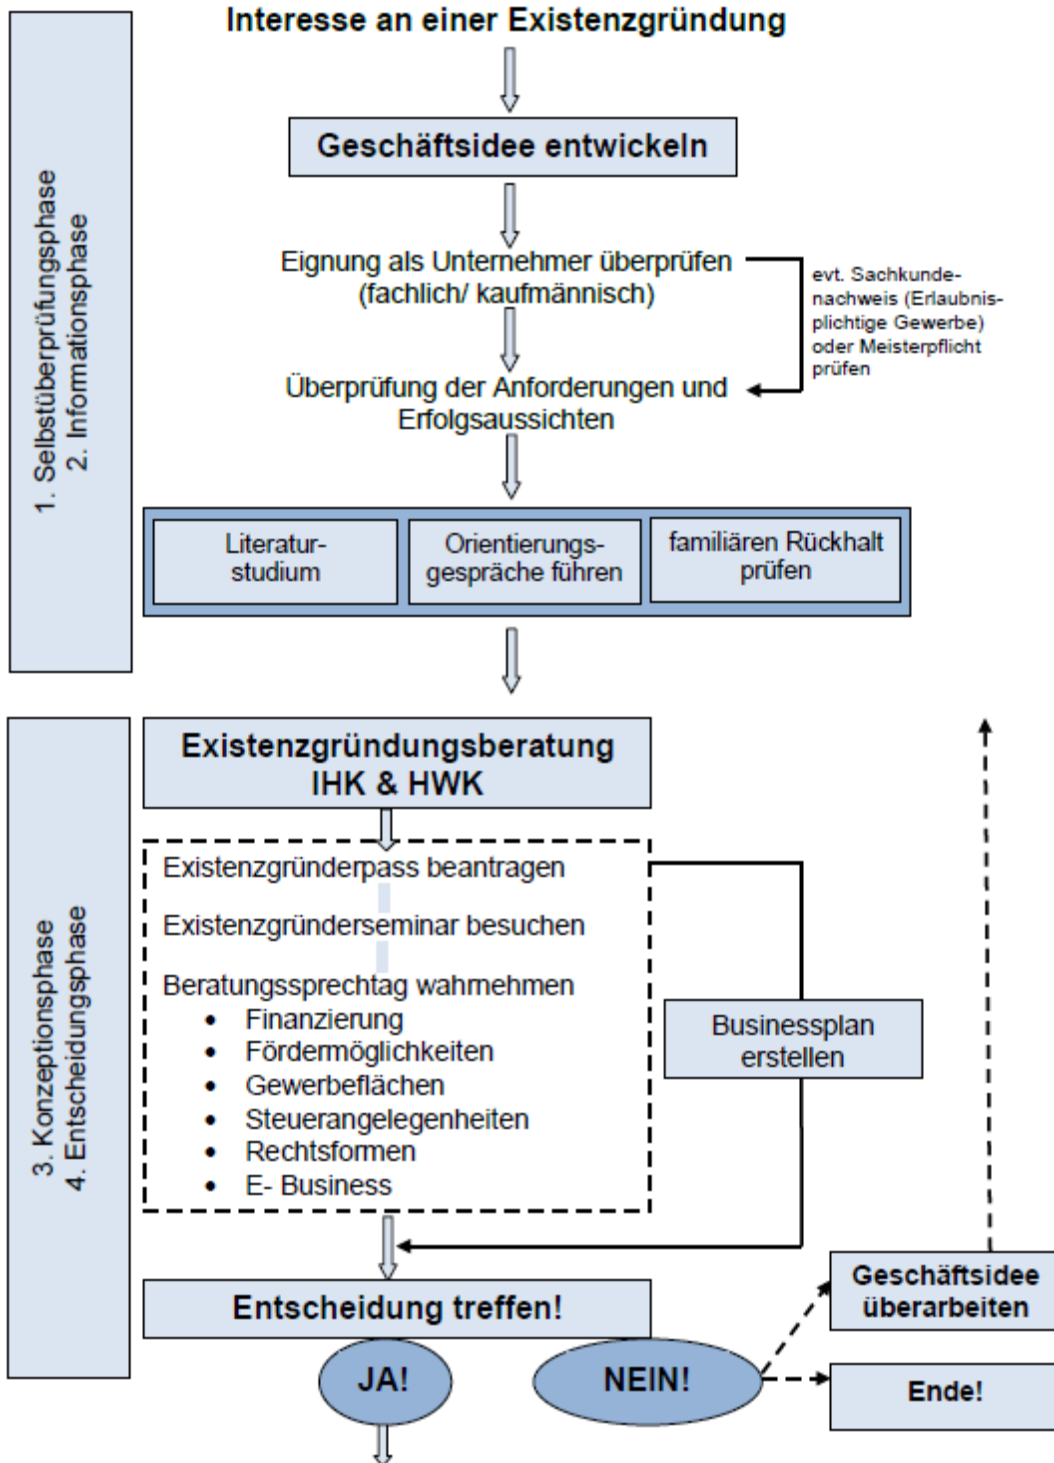 Interesse an einer Existenzgründung
Geschäftsidee entwickeln
Eignung als Unternehmer überprüfen
(fachlich/ kaufmännisch)
evt. Sachkunde-
nachweis (Erlaubnis-
plichtige Gewerbe)
oder Meisterpflicht
prüfen
Überprüfung der Anforderungen und
Erfolgsaussichten
Literatur-
studium
Orientierungs-
gespräche führen
familiären Rückhalt
prüfen
1. Selbstüberprüfungsphase
2. Informationsphase
Existenzgründungsberatung
IHK & HWK
Existenzgründerpass beantragen
Existenzgründerseminar besuchen
Beratungssprechtag wahrnehmen
• Finanzierung
• Fördermöglichkeiten
• Gewerbeflächen
• Steuerangelegenheiten
• Rechtsformen
• E- Business
Businessplan
erstellen
3. Konzeptionsphase
4. Entscheidungsphase
Entscheidung treffen!
JA!
NEIN!
Geschäftsidee
überarbeiten
Ende!